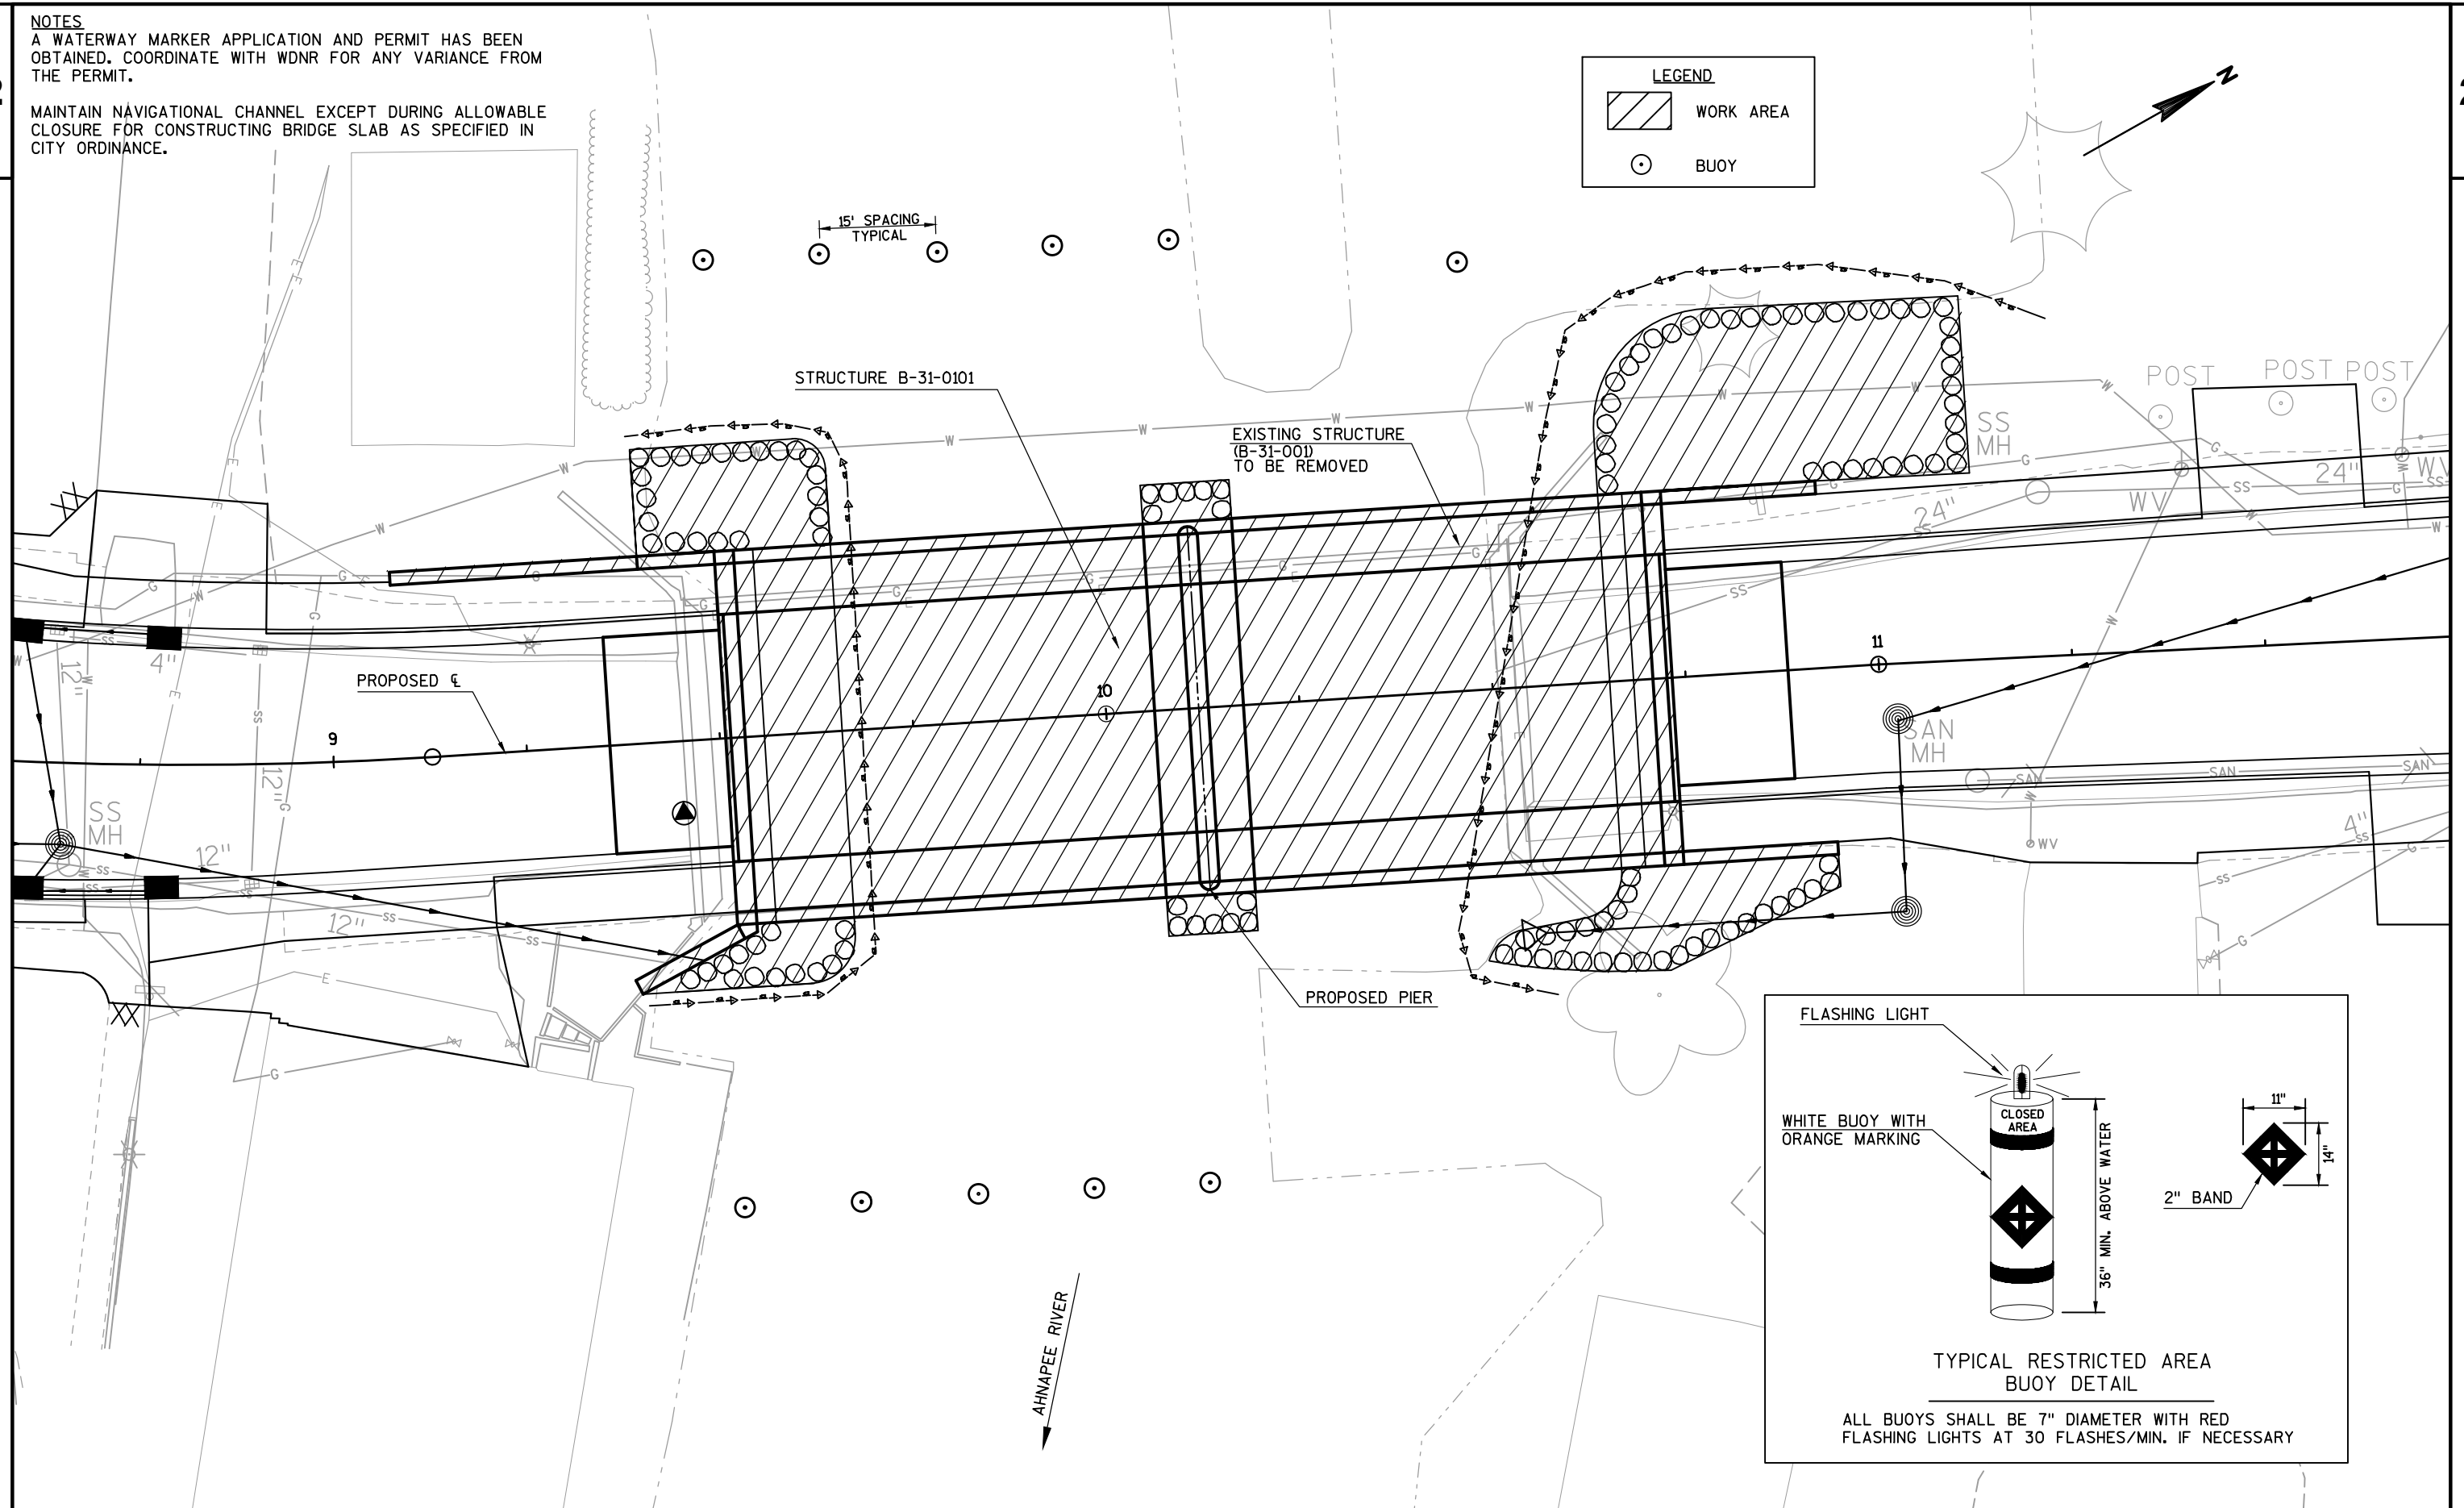 NOTES
A WATERWAY MARKER APPLICATION AND PERMIT HAS BEEN
OBTAINED. COORDINATE WITH WDNR FOR ANY VARIANCE FROM
THE PERMIT.
MAINTAIN NAVIGATIONAL CHANNEL EXCEPT DURING ALLOWABLE
CLOSURE FOR CONSTRUCTING BRIDGE SLAB AS SPECIFIED IN
CITY ORDINANCE.
LEGEND
WORK AREA
BUOY
N
15' SPACING
TYPICAL
STRUCTURE B-31-0101
EXISTING STRUCTURE
(B-31-001)
TO BE REMOVED
POST
POST
POST
SS
MH
24"
24"
WV
WV
PROPOSED ℄
9
10
11
4"
12"
12"
SS
MH
12"
12"
SAN
MH
SAN
SAN
SAN
WV
4"
PROPOSED PIER
AHNAPEE RIVER
FLASHING LIGHT
CLOSED
AREA
WHITE BUOY WITH
ORANGE MARKING
36" MIN. ABOVE WATER
11"
14"
2" BAND
TYPICAL RESTRICTED AREA
BUOY DETAIL
ALL BUOYS SHALL BE 7" DIAMETER WITH RED
FLASHING LIGHTS AT 30 FLASHES/MIN. IF NECESSARY